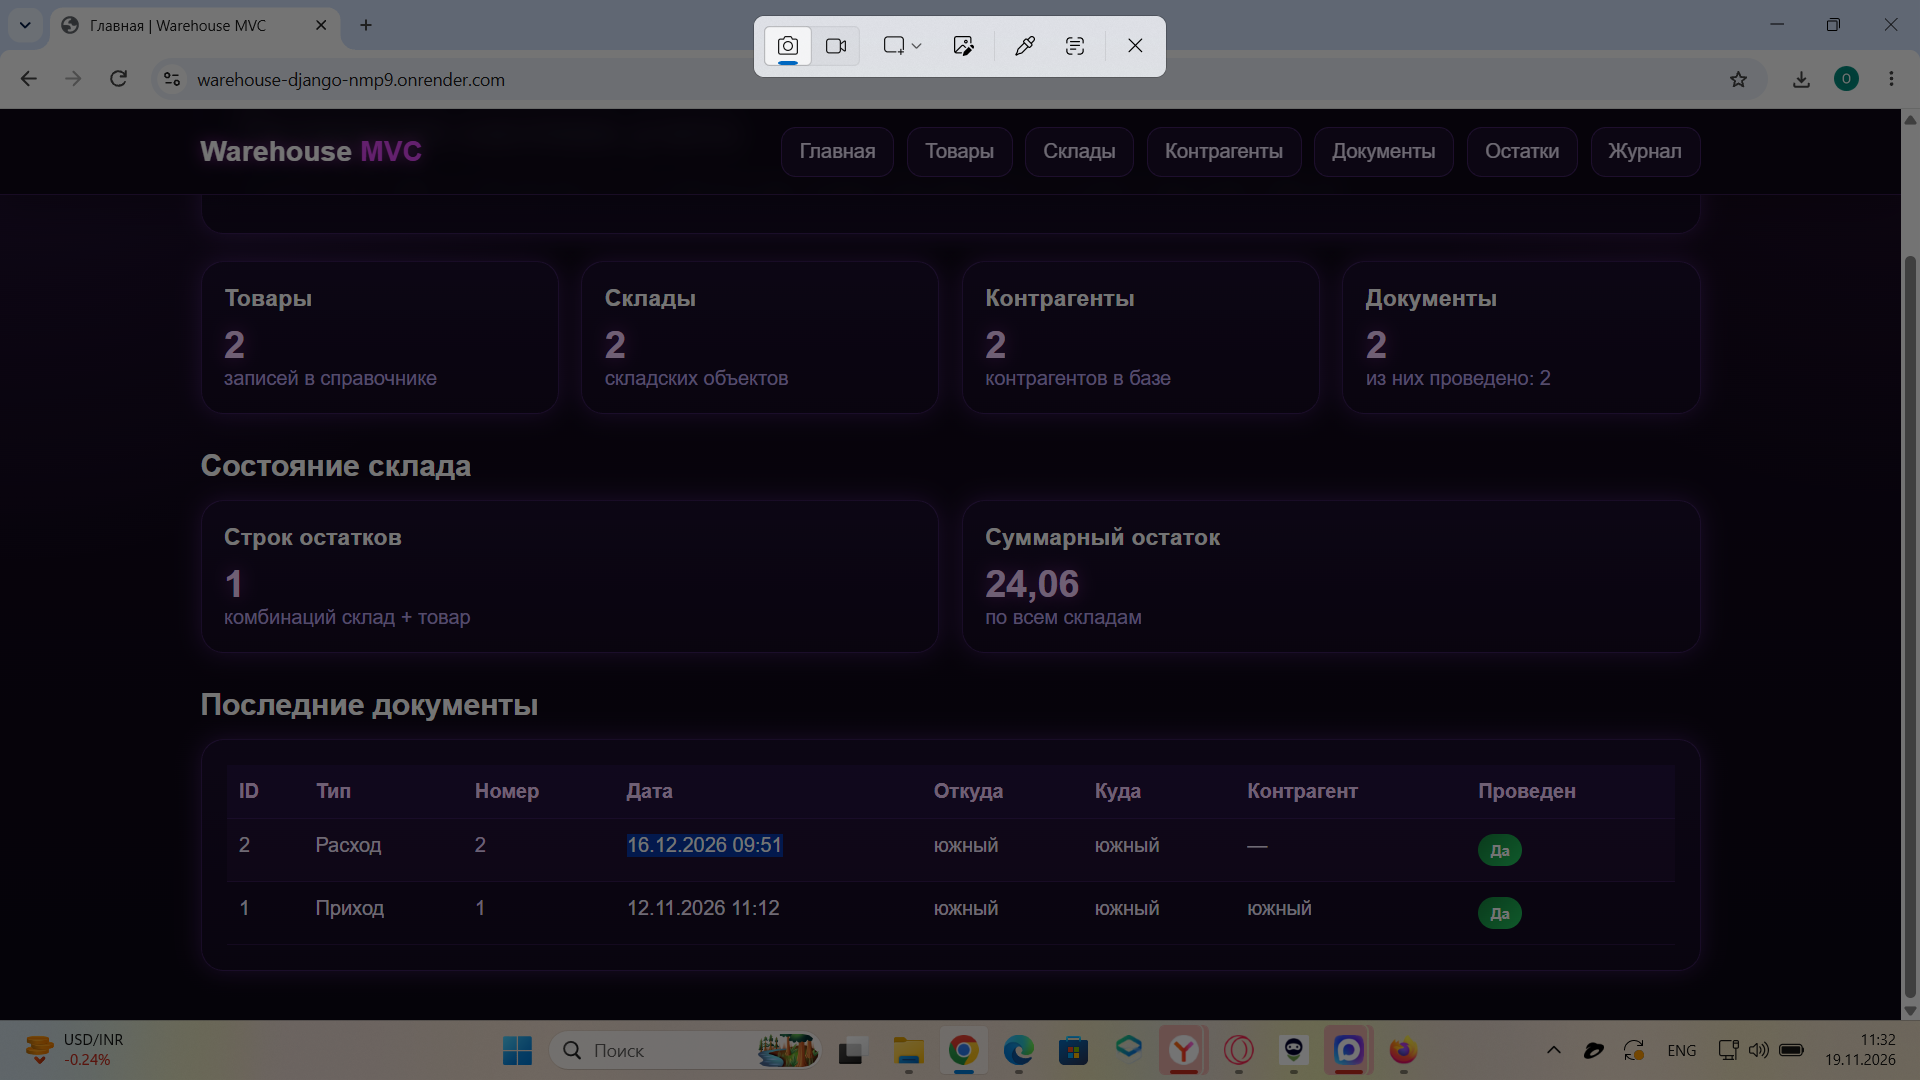 Главная | Warehouse MVC
warehouse-django-nmp9.onrender.com
O
Warehouse MVC
Главная
Товары
Склады
Контрагенты
Документы
Остатки
Журнал
Товары
2
записей в справочнике
Склады
2
складских объектов
Контрагенты
2
контрагентов в базе
Документы
2
из них проведено: 2
Состояние склада
Строк остатков
1
комбинаций склад + товар
Суммарный остаток
24,06
по всем складам
Последние документы
ID Тип Номер Дата Откуда Куда Контрагент Проведен
2 Расход 2 16.12.2026 09:51 южный южный — Да
1 Приход 1 12.11.2026 11:12 южный южный южный Да
USD/INR
-0.24%
Поиск
ENG
11:32
19.11.2026